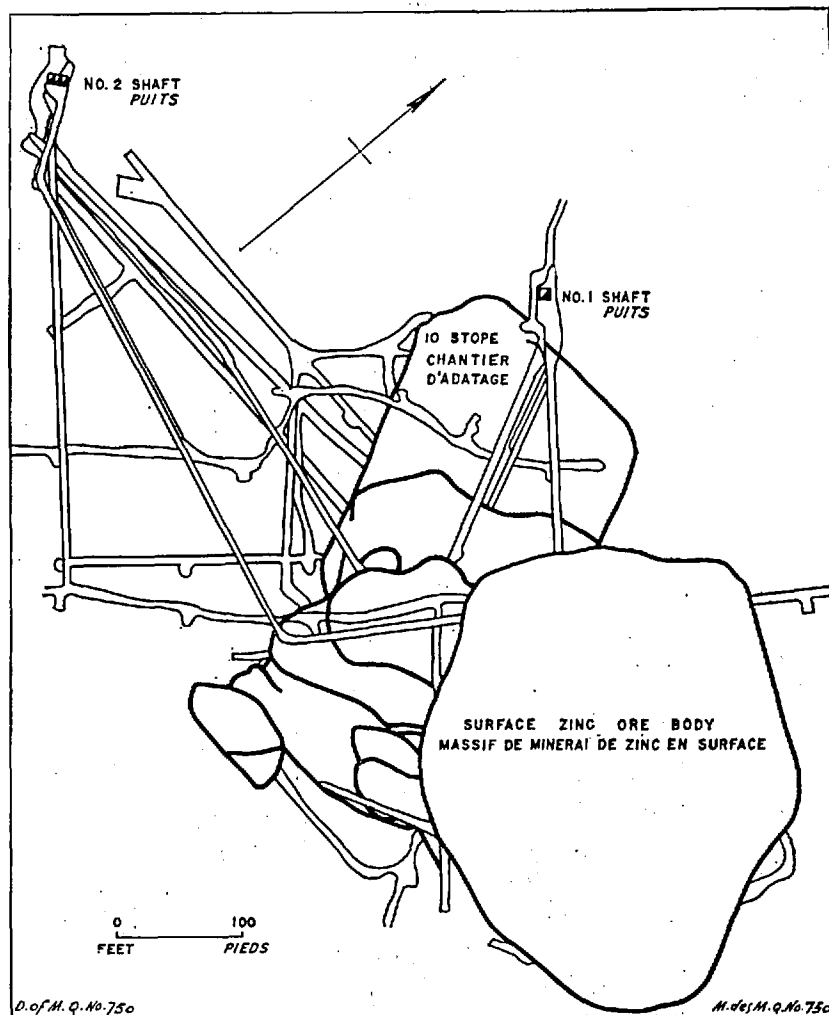 NO. 2 SHAFT
PUITS
NO. 1 SHAFT
PUITS
10 STOPE
CHANTIER
D'ADATAGE
SURFACE ZINC ORE BODY
MASSIF DE MINERAI DE ZINC EN SURFACE
0 100
FEET PIEDS
D. of M. Q. No. 750
M. des M. Q. No. 750